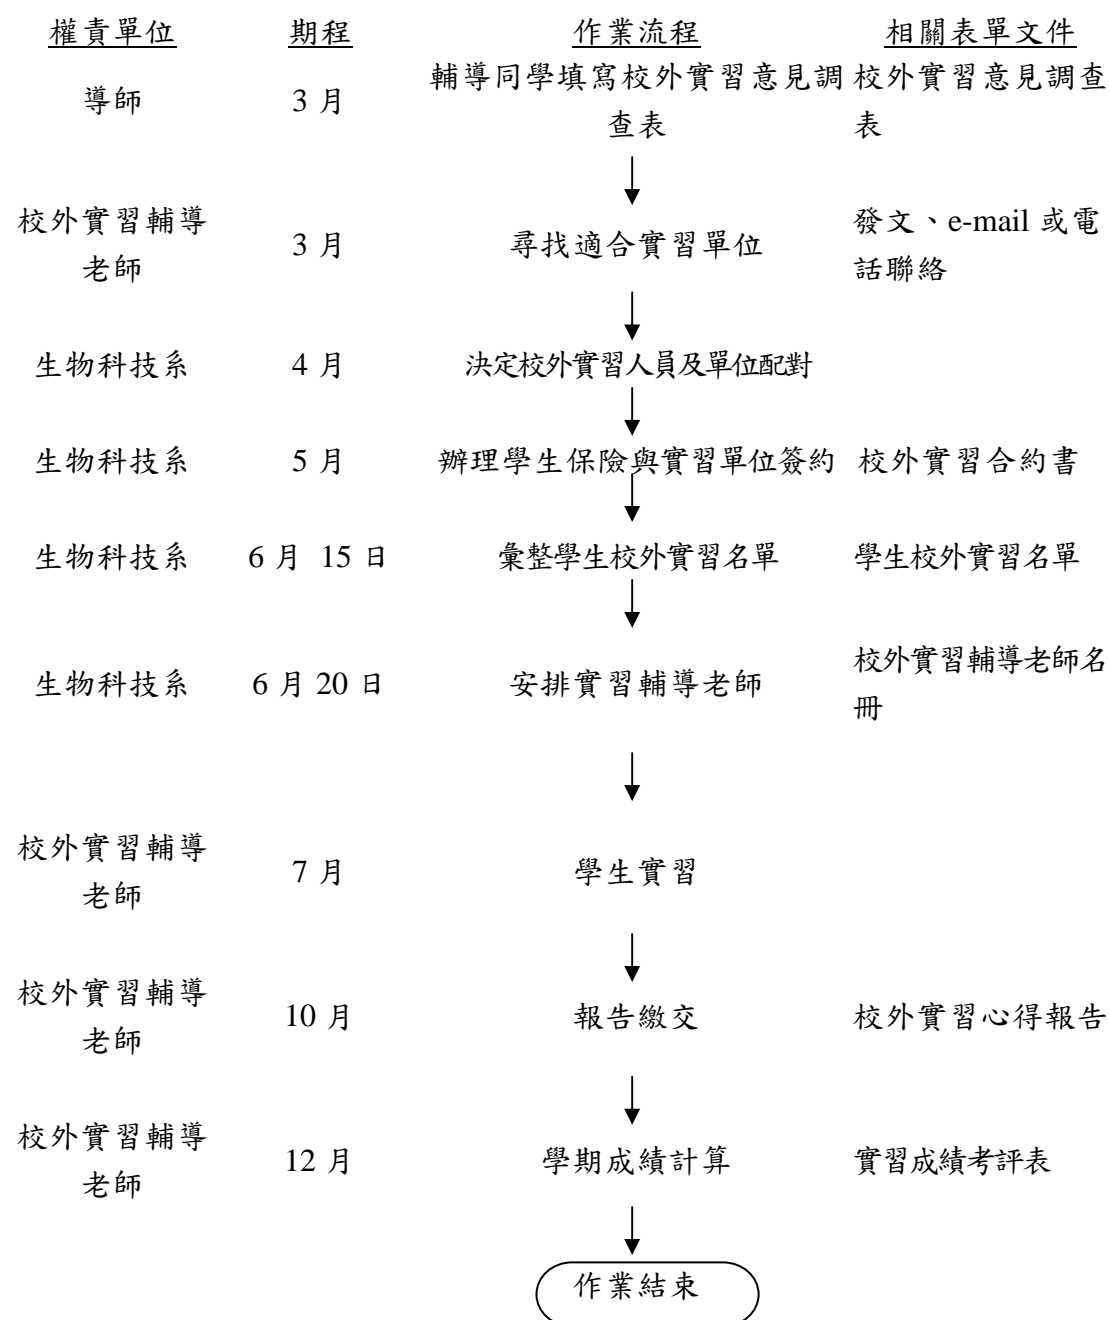 權責單位 期程 作業流程 相關表單文件
導師 3 月 輔導同學填寫校外實習意見調查表 校外實習意見調查表
校外實習輔導老師 3 月 尋找適合實習單位 發文、e-mail 或電話聯絡
生物科技系 4 月 決定校外實習人員及單位配對
生物科技系 5 月 辦理學生保險與實習單位簽約 校外實習合約書
生物科技系 6 月 15 日 彙整學生校外實習名單 學生校外實習名單
生物科技系 6 月 20 日 安排實習輔導老師 校外實習輔導老師名冊
校外實習輔導老師 7 月 學生實習
校外實習輔導老師 10 月 報告繳交 校外實習心得報告
校外實習輔導老師 12 月 學期成績計算 實習成績考評表
作業結束